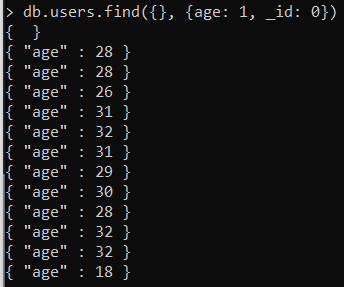 > db.users.find({}, {age: 1, _id: 0})
{  }
{ "age" : 28 }
{ "age" : 28 }
{ "age" : 26 }
{ "age" : 31 }
{ "age" : 32 }
{ "age" : 31 }
{ "age" : 29 }
{ "age" : 30 }
{ "age" : 28 }
{ "age" : 32 }
{ "age" : 32 }
{ "age" : 18 }